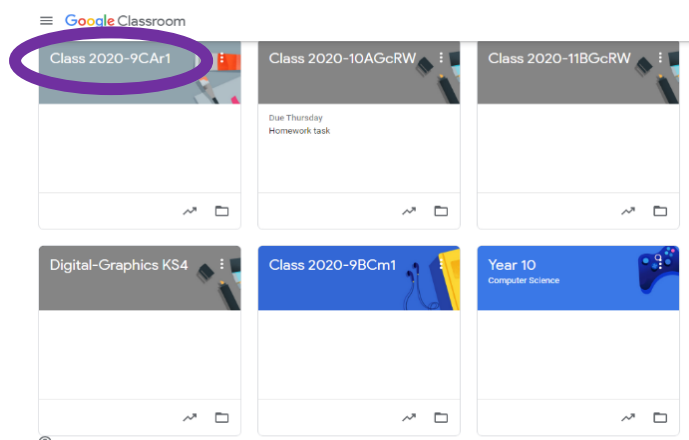 Google Classroom
Class 2020-9CAr1
Class 2020-10AGcRW
Class 2020-11BGcRW
Due Thursday
Homework task
Digital-Graphics KS4
Class 2020-9BCm1
Year 10
Computer Science